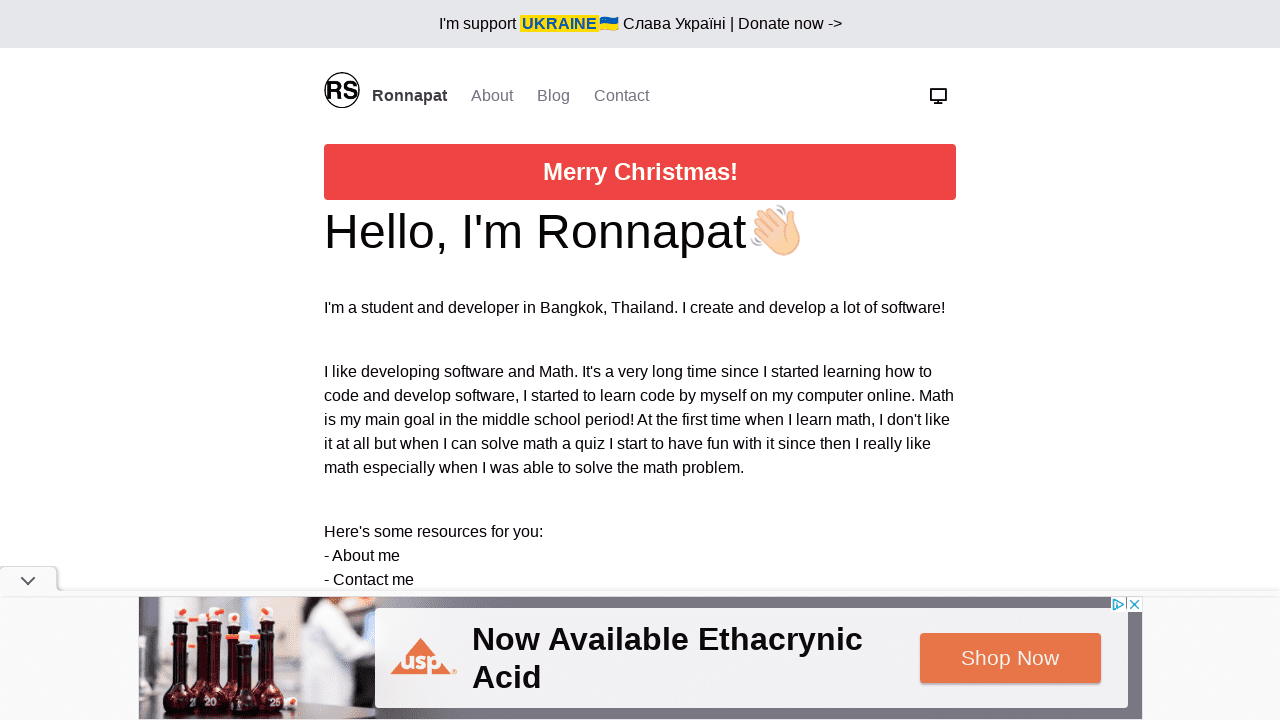 I'm support UKRAINE🇺🇦 Слава Україні | Donate now ->
RS Ronnapat About Blog Contact
Merry Christmas!
Hello, I'm Ronnapat👋🏻
I'm a student and developer in Bangkok, Thailand. I create and develop a lot of software!
I like developing software and Math. It's a very long time since I started learning how to
code and develop software, I started to learn code by myself on my computer online. Math
is my main goal in the middle school period! At the first time when I learn math, I don't like
it at all but when I can solve math a quiz I start to have fun with it since then I really like
math especially when I was able to solve the math problem.
Here's some resources for you:
- About me
- Contact me
usp®
Now Available Ethacrynic
Acid
Shop Now